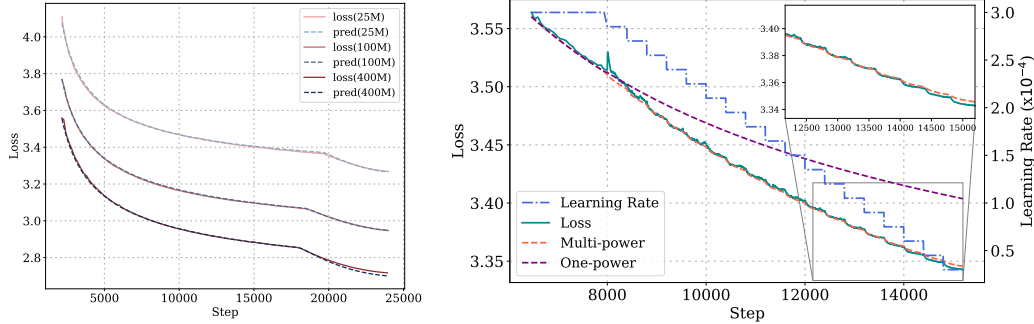 4.0
3.8
3.6
3.4
3.2
3.0
2.8
Loss
5000
10000
15000
20000
25000
Step
loss(25M)
pred(25M)
loss(100M)
pred(100M)
loss(400M)
pred(400M)
3.55
3.50
3.45
3.40
3.35
Loss
8000
10000
12000
14000
Step
Learning Rate
Loss
Multi-power
One-power
3.40
3.38
3.36
3.34
12500
13000
13500
14000
14500
15000
3.0
2.5
2.0
1.5
1.0
0.5
Learning Rate (x10⁻⁴)